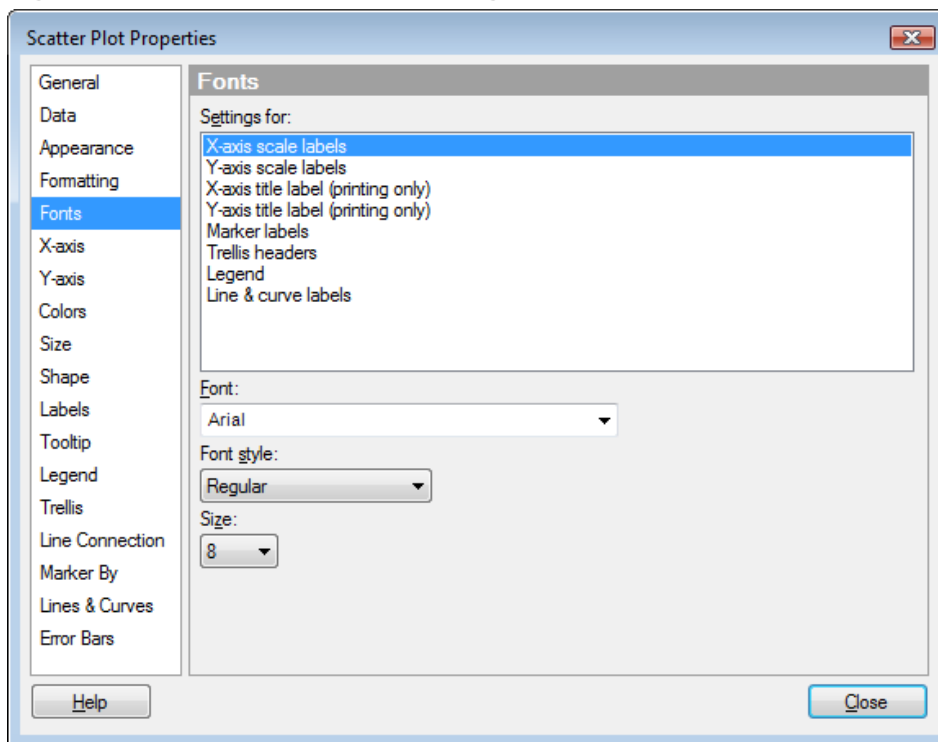 Scatter Plot Properties
General
Data
Appearance
Formatting
Fonts
X-axis
Y-axis
Colors
Size
Shape
Labels
Tooltip
Legend
Trellis
Line Connection
Marker By
Lines & Curves
Error Bars
Fonts
Settings for:
X-axis scale labels
Y-axis scale labels
X-axis title label (printing only)
Y-axis title label (printing only)
Marker labels
Trellis headers
Legend
Line & curve labels
Font:
Arial
Font style:
Regular
Size:
8
Help
Close